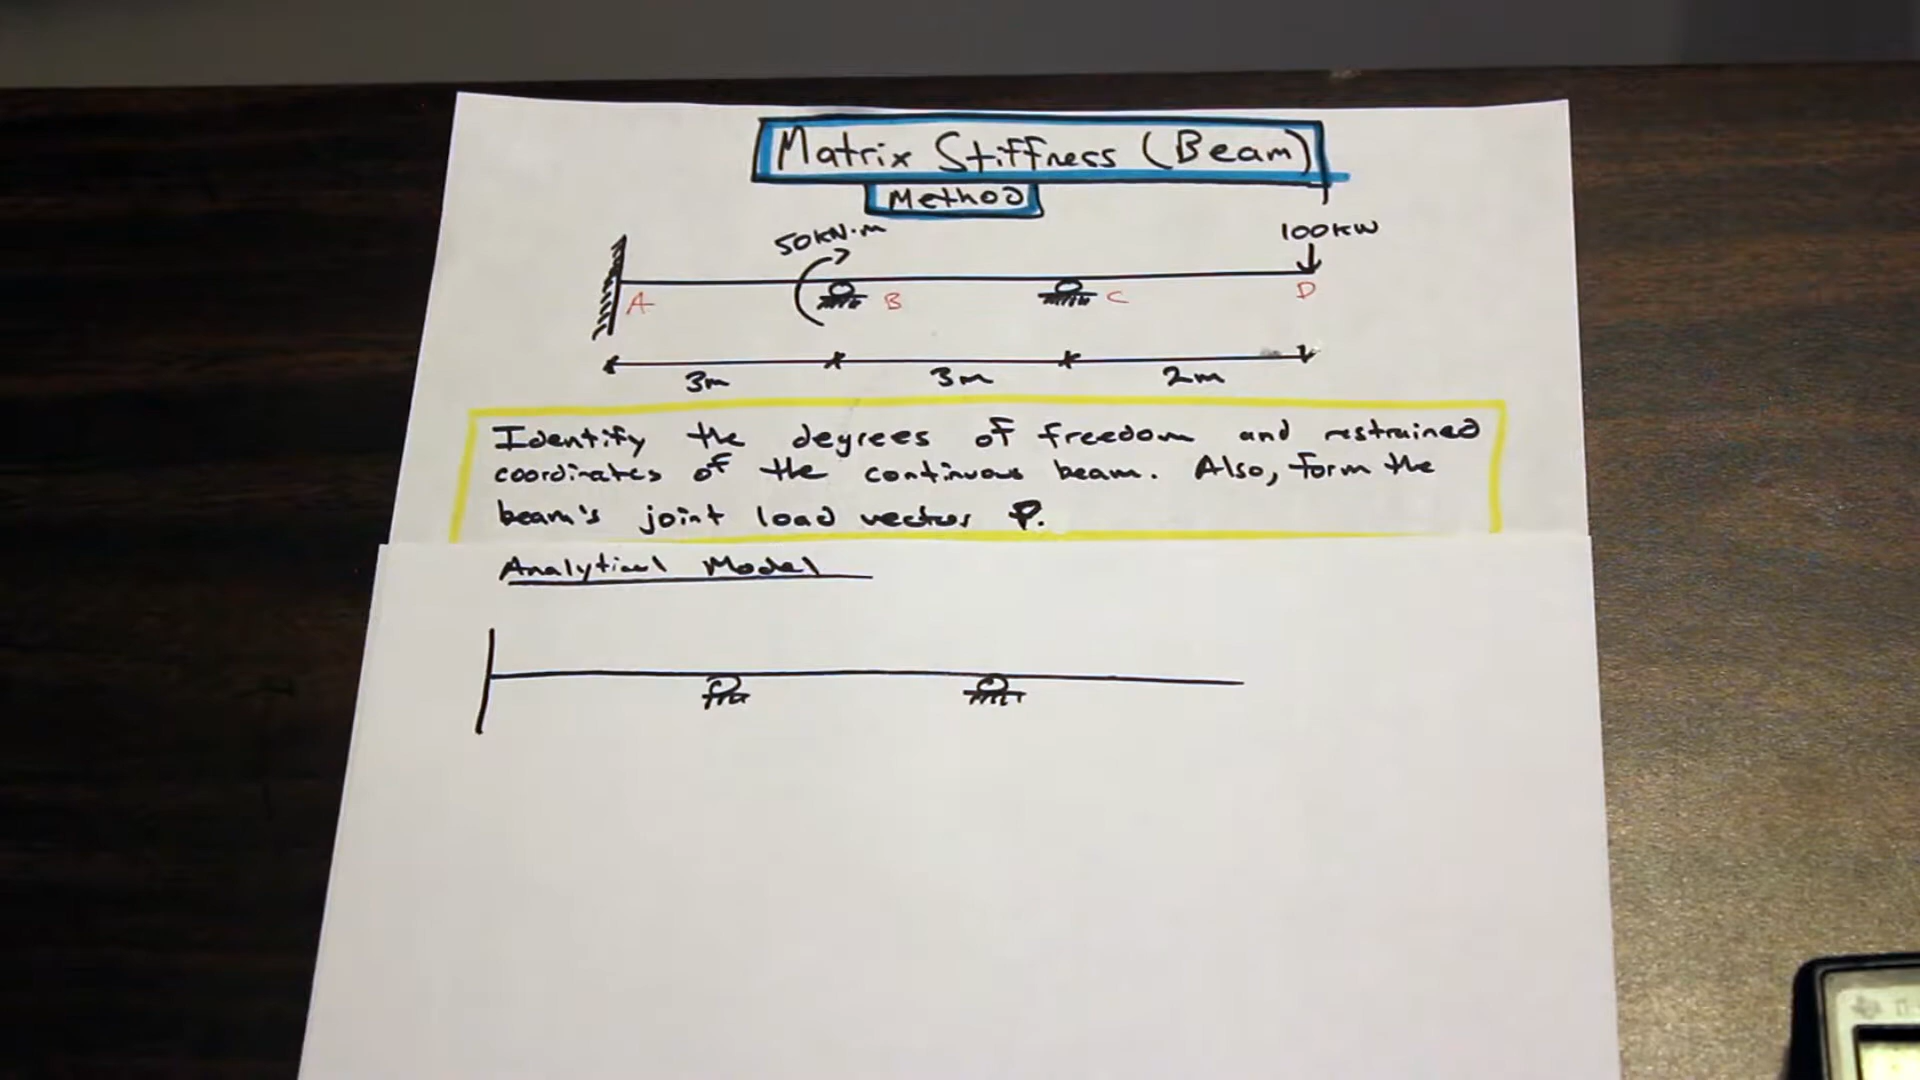 Matrix Stiffness (Beam)
Method
50KN·m
100KN
A
B
C
D
3m
3m
2m
Identify the degrees of freedom and restrained
coordinates of the continuous beam. Also, form the
beam's joint load vector P.
Analytical Model